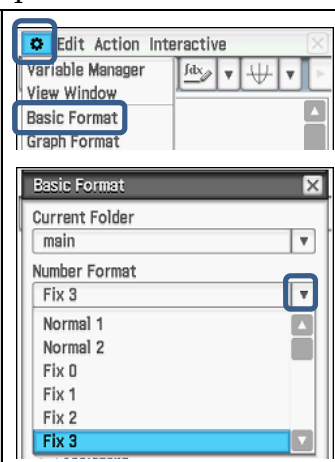 Edit Action Interactive
Variable Manager
View Window
Basic Format
Graph Format
Basic Format
Current Folder
main
Number Format
Fix 3
Normal 1
Normal 2
Fix 0
Fix 1
Fix 2
Fix 3